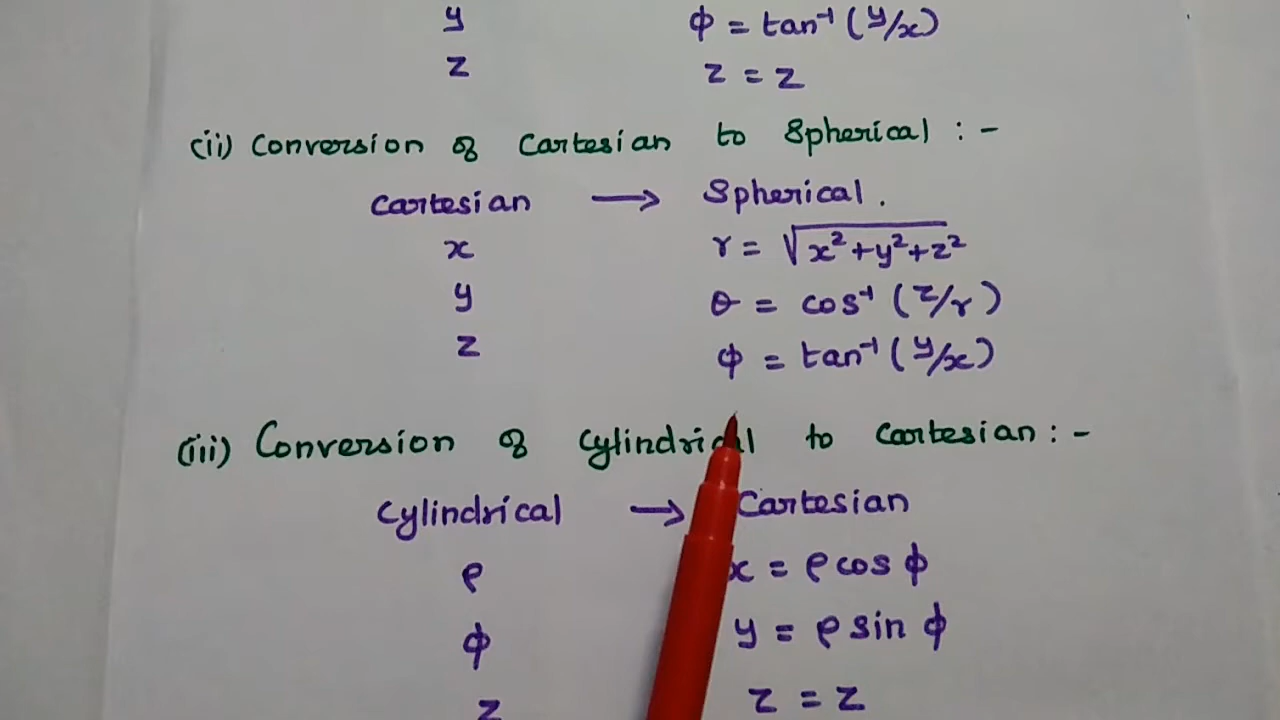 y φ = tan⁻¹ (y/x)
z z = z
(ii) Conversion of Cartesian to Spherical : -
Cartesian → Spherical.
x r = √x²+y²+z²
y θ = cos⁻¹ (z/r)
z φ = tan⁻¹ (y/x)
(iii) Conversion of Cylindrical to Cartesian : -
Cylindrical → Cartesian
ρ x = ρ cos φ
φ y = ρ sin φ
z z = z